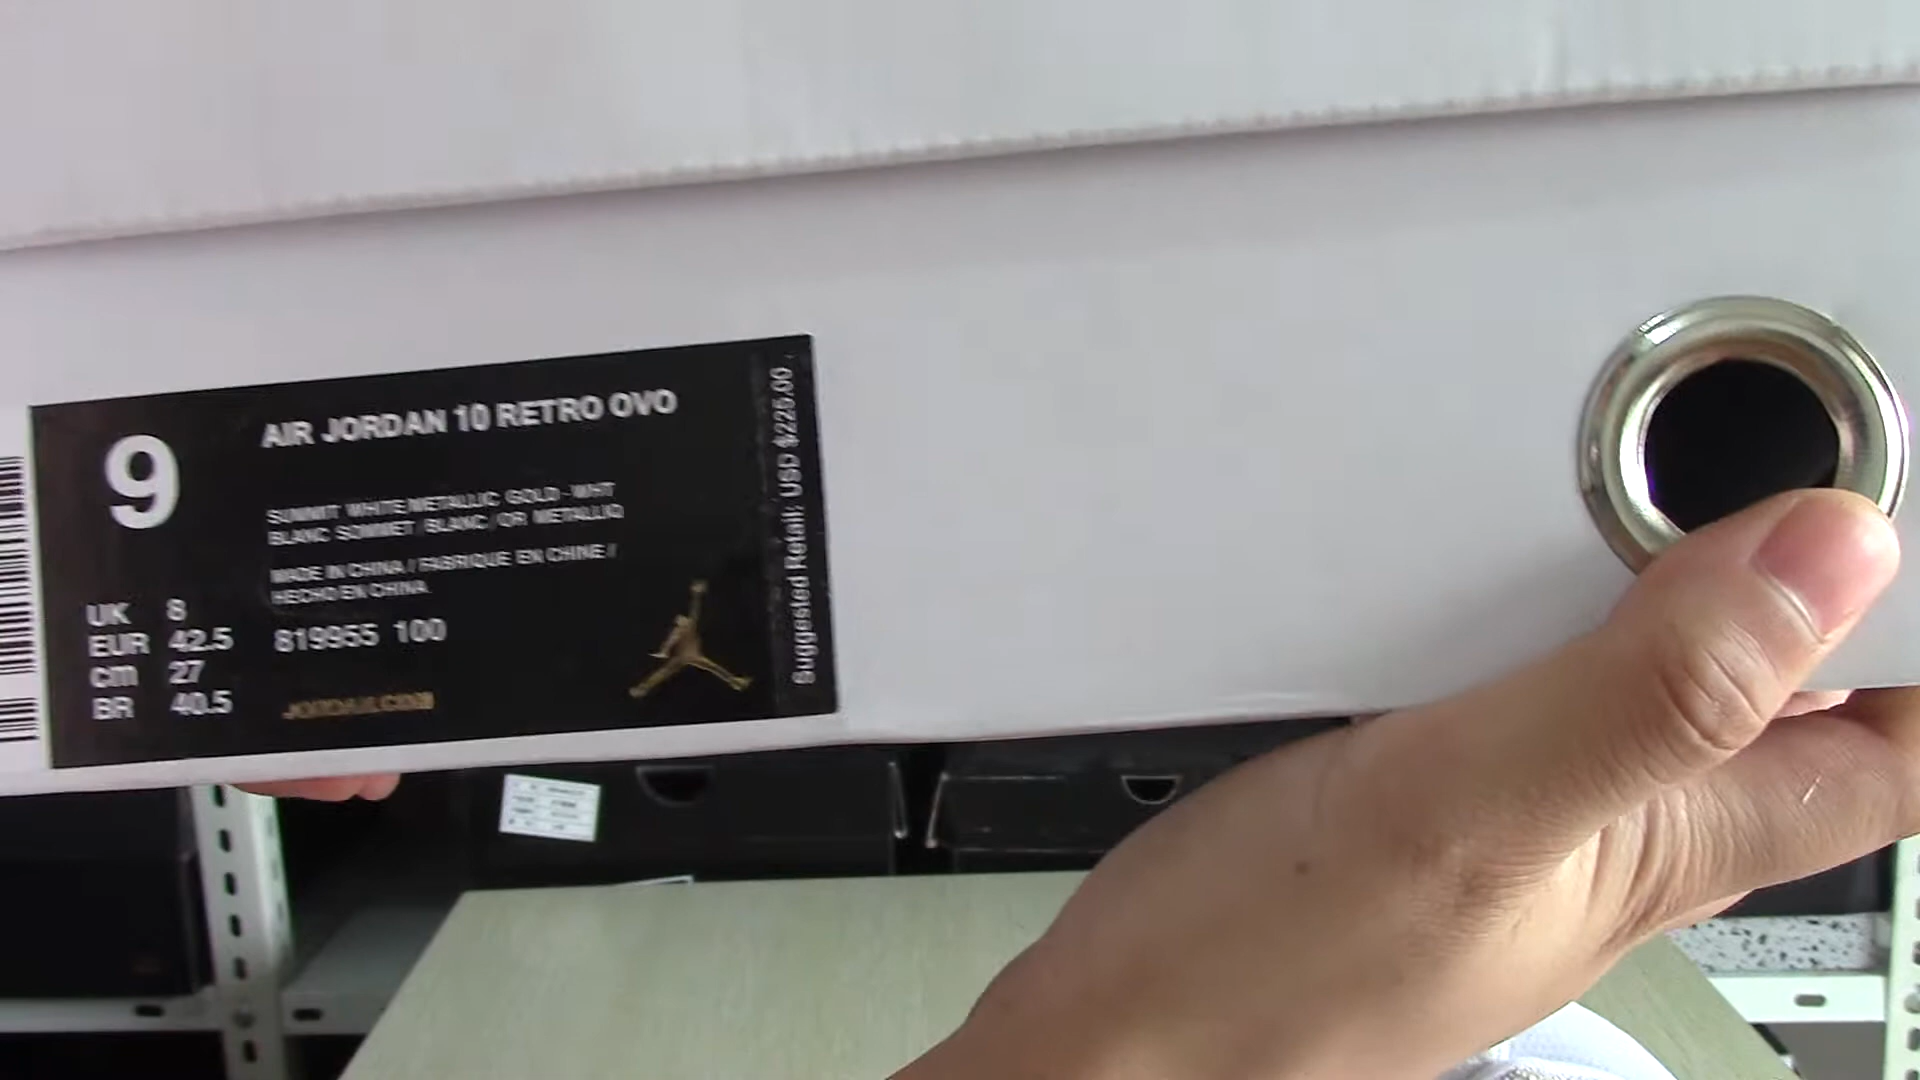 9
AIR JORDAN 10 RETRO OVO
SUMMIT WHITE/METALLIC GOLD-WHT
BLANC SOMMET/BLANC/OR METALLIQ
MADE IN CHINA / FABRIQUE EN CHINE /
HECHO EN CHINA
UK 8
EUR 42.5
cm 27
BR 40.5
819955 100
JORDAN.COM
Suggested Retail: USD $225.00